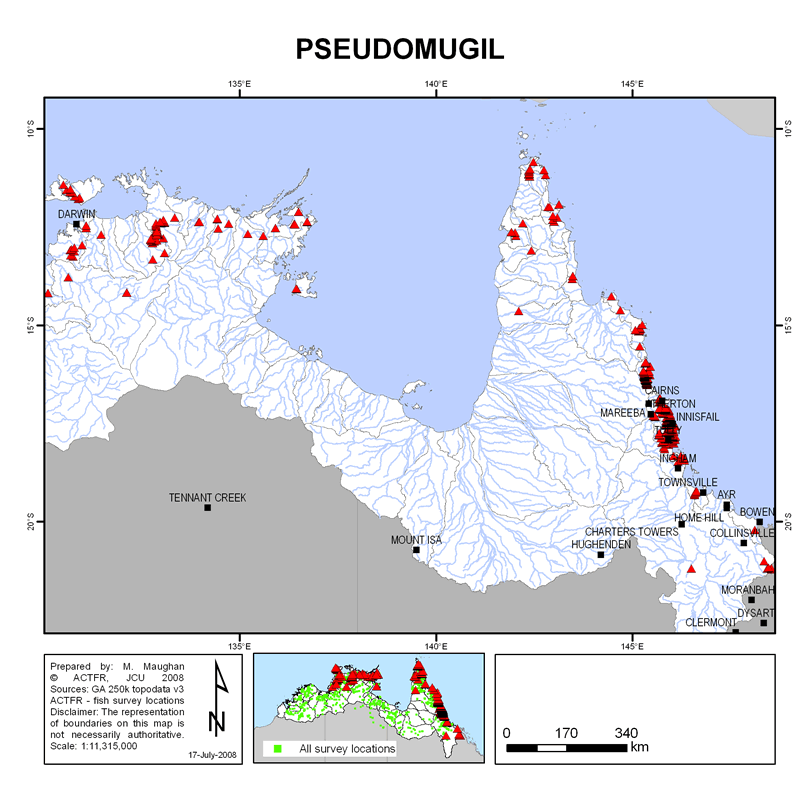 PSEUDOMUGIL
135°E
140°E
145°E
10°S
10°S
DARWIN
15°S
15°S
CAIRNS
MAREEBA
INNISFAIL
INGHAM
TOWNSVILLE
TENNANT CREEK
AYR
BOWEN
20°S
20°S
HOME HILL
CHARTERS TOWERS
COLLINSVILLE
MOUNT ISA
HUGHENDEN
MORANBAH
DYSART
CLERMONT
135°E
140°E
145°E
Prepared by: M. Maughan
© ACTFR, JCU 2008
Sources: GA 250k topodata v3
ACTFR - fish survey locations
Disclaimer: The representation
of boundaries on this map is
not necessarily authoritative.
Scale: 1:11,315,000
17-July-2008
N
All survey locations
0 170 340
km